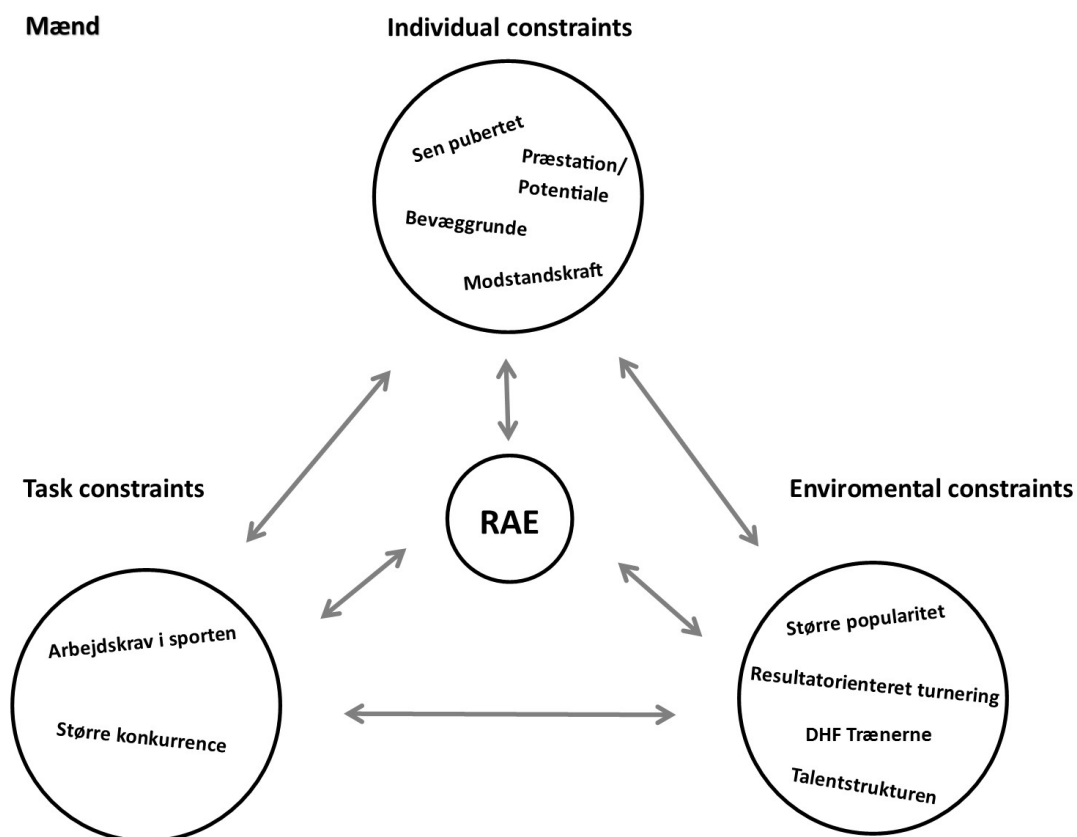 Mænd
Individual constraints
Sen pubertet
Præstation/
Potentiale
Bevæggrunde
Modstandskraft
Task constraints
RAE
Enviromental constraints
Arbejdskrav i sporten
Større konkurrence
Større popularitet
Resultatorienteret turnering
DHF Trænerne
Talentstrukturen